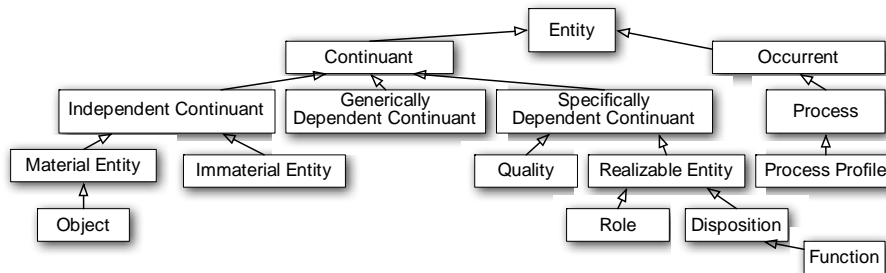 Entity
Continuant
Occurrent
Independent Continuant
Generically
Dependent Continuant
Specifically
Dependent Continuant
Process
Material Entity
Immaterial Entity
Quality
Realizable Entity
Process Profile
Object
Role
Disposition
Function